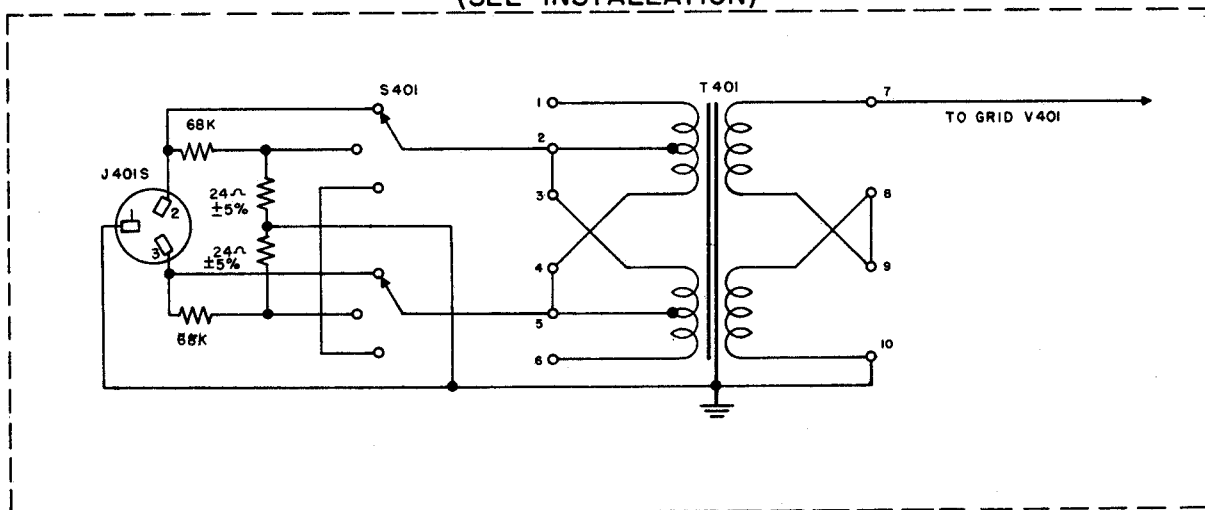 (SEE INSTALLATION)
S401
T401
1
7
TO GRID V401
68K
2
J401S
1
2
3
24Ω
±5%
3
8
24Ω
±5%
4
9
5
68K
6
10